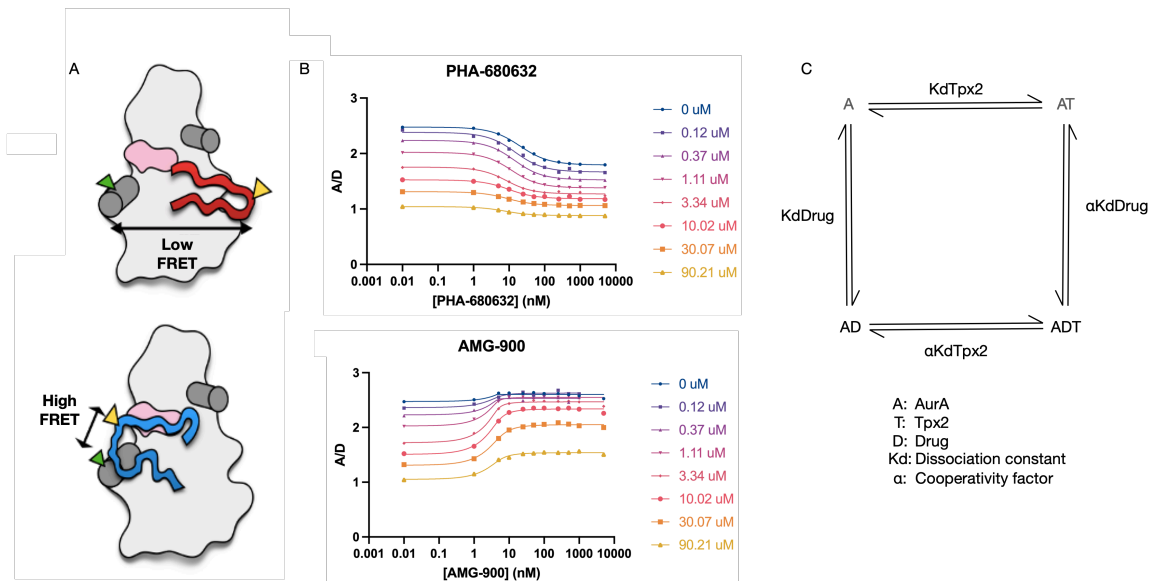 A
Low
FRET
High
FRET
B
PHA-680632
3
2
1
0
A/D
0.001 0.01 0.1 1 10 100 1000 10000
[PHA-680632] (nM)
0 uM
0.12 uM
0.37 uM
1.11 uM
3.34 uM
10.02 uM
30.07 uM
90.21 uM
AMG-900
3
2
1
0
A/D
0.001 0.01 0.1 1 10 100 1000 10000
[AMG-900] (nM)
0 uM
0.12 uM
0.37 uM
1.11 uM
3.34 uM
10.02 uM
30.07 uM
90.21 uM
C
KdTpx2
A AT
KdDrug αKdDrug
AD ADT
αKdTpx2
A: AurA
T: Tpx2
D: Drug
Kd: Dissociation constant
α: Cooperativity factor